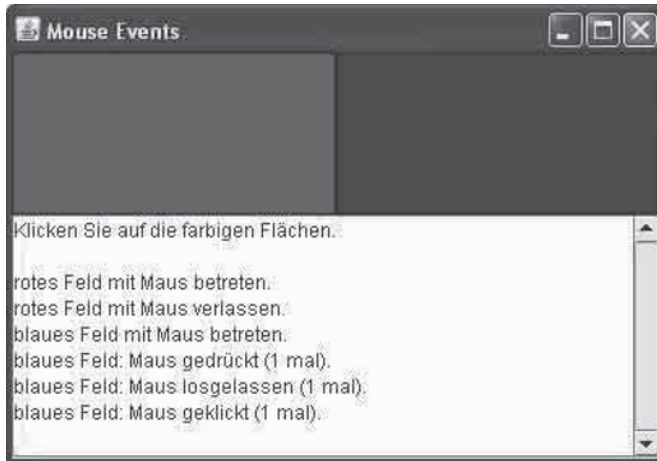 Mouse Events
Klicken Sie auf die farbigen Flächen.
rotes Feld mit Maus betreten.
rotes Feld mit Maus verlassen.
blaues Feld mit Maus betreten.
blaues Feld: Maus gedrückt (1 mal).
blaues Feld: Maus losgelassen (1 mal).
blaues Feld: Maus geklickt (1 mal).